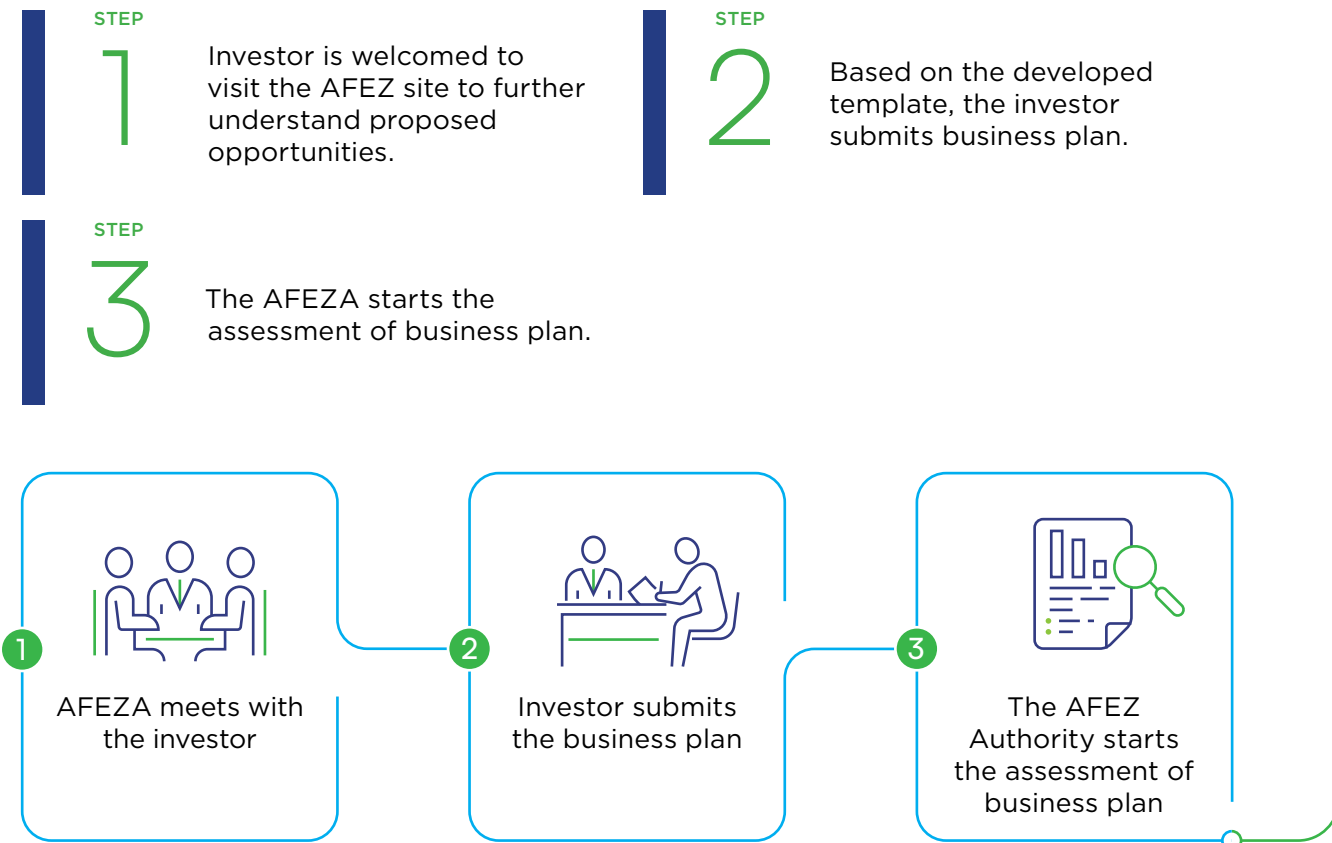 STEP
1
Investor is welcomed to
visit the AFEZ site to further
understand proposed
opportunities.
STEP
2
Based on the developed
template, the investor
submits business plan.
STEP
3
The AFEZA starts the
assessment of business plan.
1
AFEZA meets with
the investor
2
Investor submits
the business plan
3
The AFEZ
Authority starts
the assessment of
business plan